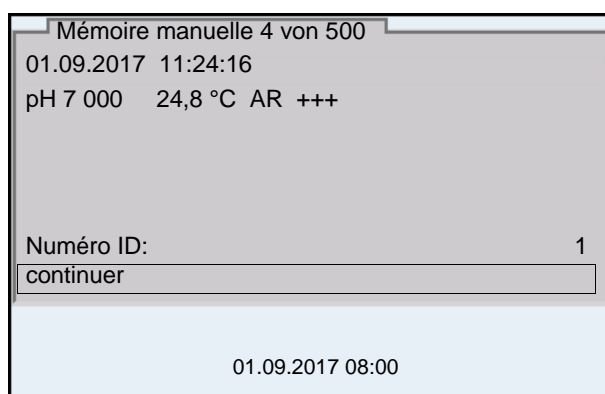 Mémoire manuelle 4 von 500
01.09.2017 11:24:16
pH 7 000 24,8 °C AR +++
Numéro ID: 1
continuer
01.09.2017 08:00